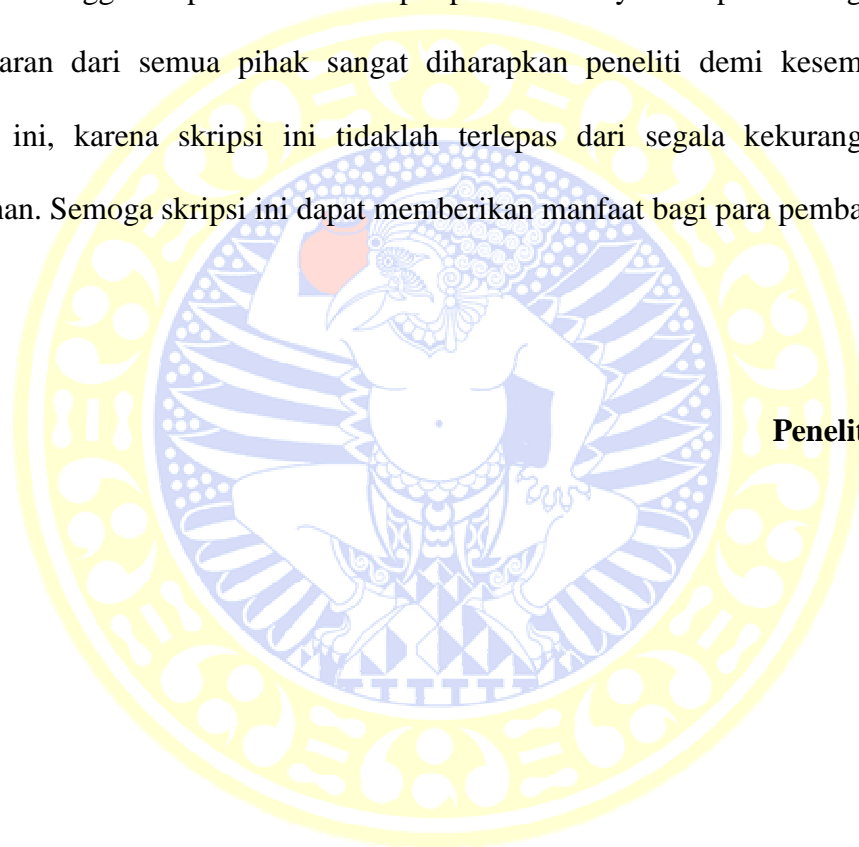 aran dari semua pihak sangat diharapkan peneliti demi kesem
ini, karena skripsi ini tidaklah terlepas dari segala kekurang
nan. Semoga skripsi ini dapat memberikan manfaat bagi para pemba
Penelit